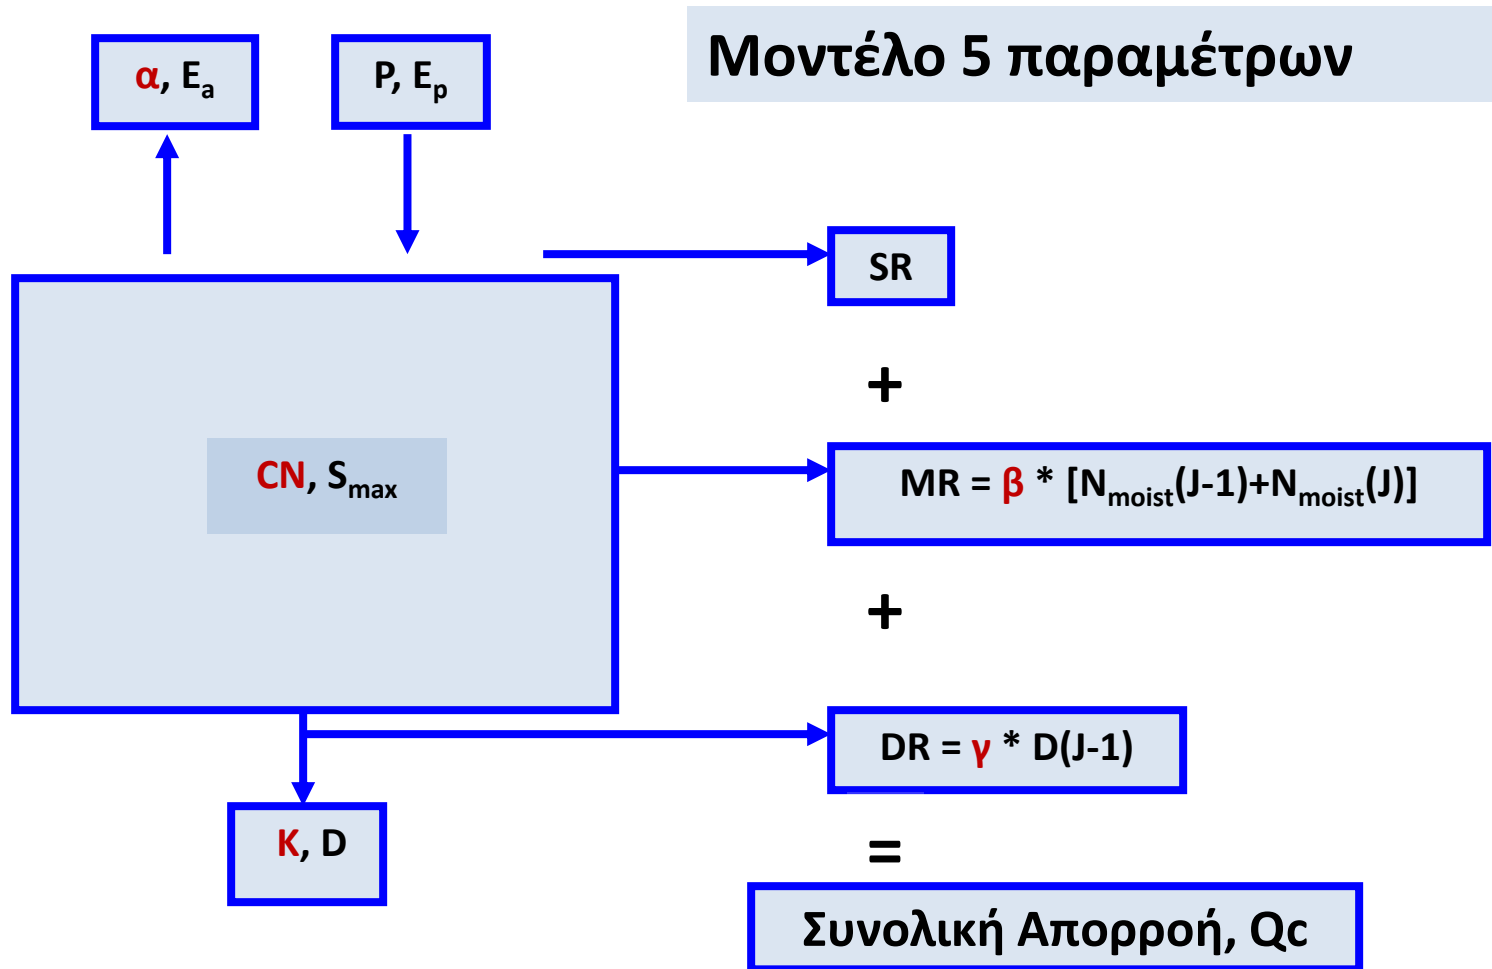 Μοντέλο 5 παραμέτρων
α, Ea
P, Ep
SR
+
CN, Smax
MR = β * [Nmoist(J-1)+Nmoist(J)]
+
DR = γ * D(J-1)
K, D
=
Συνολική Απορροή, Qc